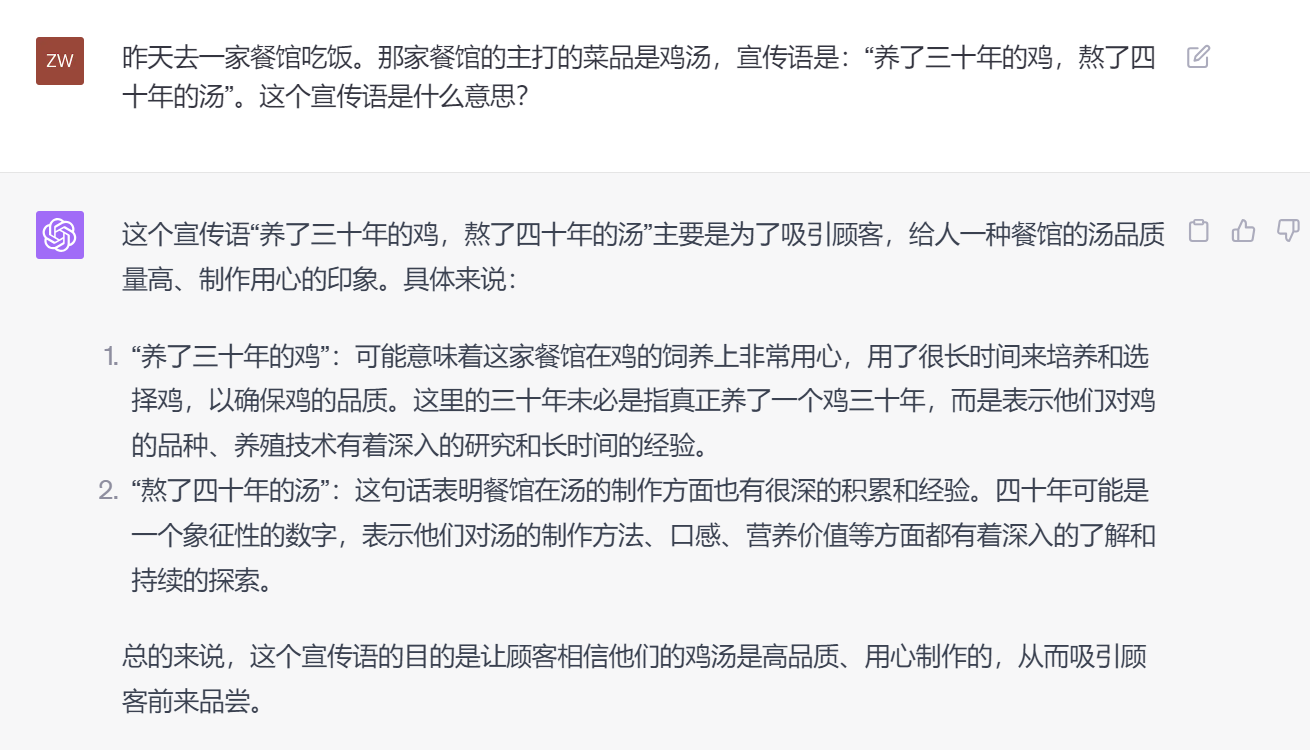 ZW
昨天去一家餐馆吃饭。那家餐馆的主打的菜品是鸡汤，宣传语是：“养了三十年的鸡，熬了四
十年的汤”。这个宣传语是什么意思？
这个宣传语“养了三十年的鸡，熬了四十年的汤”主要是为了吸引顾客，给人一种餐馆的汤品质
量高、制作用心的印象。具体来说：
1. “养了三十年的鸡”：可能意味着这家餐馆在鸡的饲养上非常用心，用了很长时间来培养和选
择鸡，以确保鸡的品质。这里的三十年未必是指真正养了一个鸡三十年，而是表示他们对鸡
的品种、养殖技术有着深入的研究和长时间的经验。
2. “熬了四十年的汤”：这句话表明餐馆在汤的制作方面也有很深的积累和经验。四十年可能是
一个象征性的数字，表示他们对汤的制作方法、口感、营养价值等方面都有着深入的了解和
持续的探索。
总的来说，这个宣传语的目的是让顾客相信他们的鸡汤是高品质、用心制作的，从而吸引顾
客前来品尝。